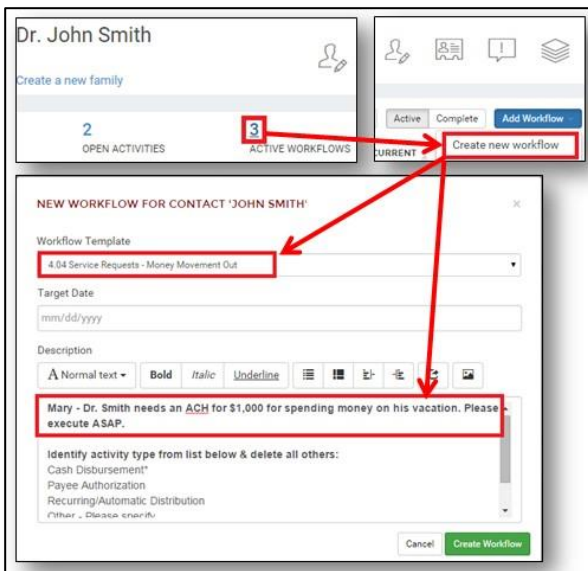 Dr. John Smith
Create a new family
2
OPEN ACTIVITIES
3
ACTIVE WORKFLOWS
Active
Complete
Add Workflow
CURRENT
Create new workflow
NEW WORKFLOW FOR CONTACT 'JOHN SMITH'
×
Workflow Template
4.04 Service Requests - Money Movement Out
Target Date
mm/dd/yyyy
Description
A Normal text
Bold
Italic
Underline
Mary - Dr. Smith needs an ACH for $1,000 for spending money on his vacation. Please
execute ASAP.
Identify activity type from list below & delete all others:
Cash Disbursement*
Payee Authorization
Recurring/Automatic Distribution
Other - Please specify
Cancel
Create Workflow